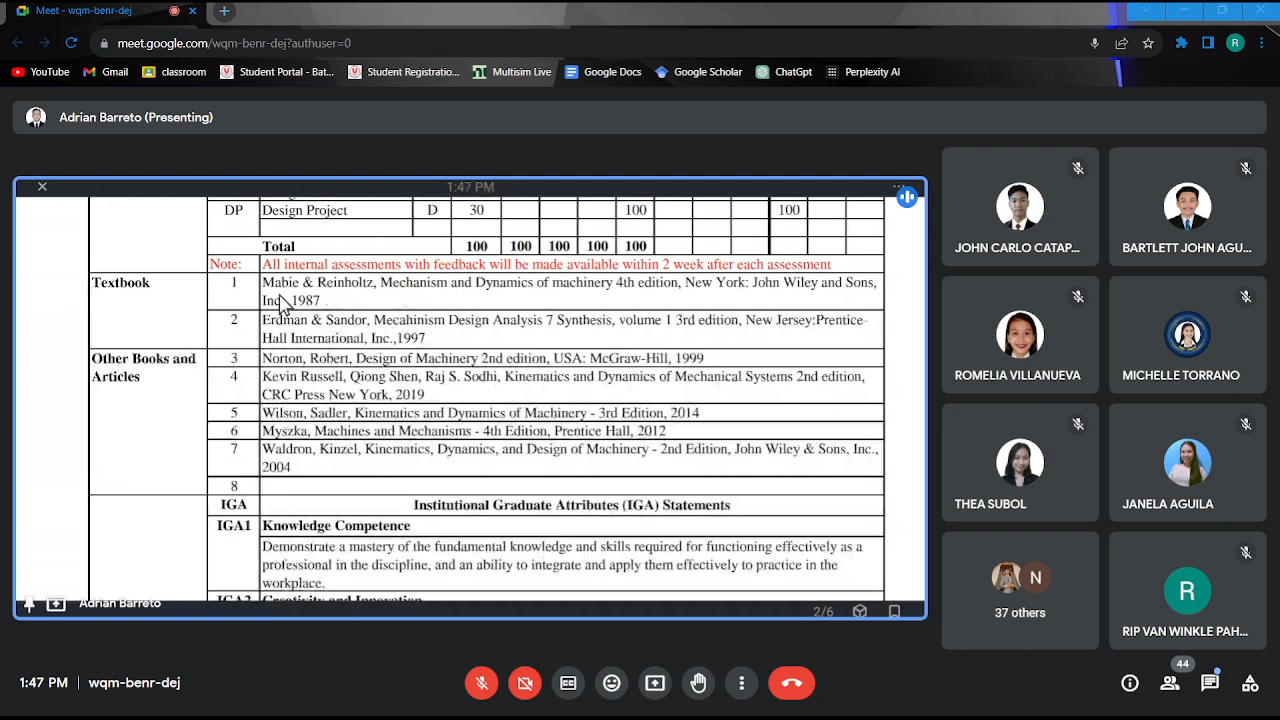 Meet - wqm-benr-dej
meet.google.com/wqm-benr-dej?authuser=0
R
YouTube
Gmail
classroom
Student Portal - Bat...
Student Registratio...
Multisim Live
Google Docs
Google Scholar
ChatGpt
Perplexity AI
Adrian Barreto (Presenting)
1:47 PM
DP Design Project D 30 100 100
Total 100 100 100 100 100
Note: All internal assessments with feedback will be made available within 2 week after each assessment
Textbook 1 Mabie & Reinholtz, Mechanism and Dynamics of machinery 4th edition, New York: John Wiley and Sons,
Inc., 1987
2 Erdman & Sandor, Mecahinism Design Analysis 7 Synthesis, volume 1 3rd edition, New Jersey:Prentice-
Hall International, Inc.,1997
Other Books and 3 Norton, Robert, Design of Machinery 2nd edition, USA: McGraw-Hill, 1999
Articles 4 Kevin Russell, Qiong Shen, Raj S. Sodhi, Kinematics and Dynamics of Mechanical Systems 2nd edition,
CRC Press New York, 2019
5 Wilson, Sadler, Kinematics and Dynamics of Machinery - 3rd Edition, 2014
6 Myszka, Machines and Mechanisms - 4th Edition, Prentice Hall, 2012
7 Waldron, Kinzel, Kinematics, Dynamics, and Design of Machinery - 2nd Edition, John Wiley & Sons, Inc.,
2004
8
IGA Institutional Graduate Attributes (IGA) Statements
IGA1 Knowledge Competence
Demonstrate a mastery of the fundamental knowledge and skills required for functioning effectively as a
professional in the discipline, and an ability to integrate and apply them effectively to practice in the
workplace.
IGA2 Creativity and Innovation
Adrian Barreto
2/6
JOHN CARLO CATAP...
BARTLETT JOHN AGU...
ROMELIA VILLANUEVA
MICHELLE TORRANO
THEA SUBOL
JANELA AGUILA
N
37 others
R
RIP VAN WINKLE PAH...
1:47 PM | wqm-benr-dej
44